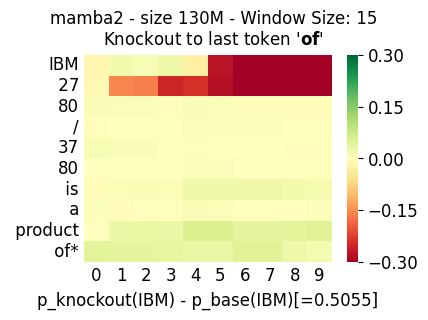 mamba2 - size 130M - Window Size: 15
Knockout to last token 'of'
IBM
27
80
/
37
80
is
a
product
of*
0 1 2 3 4 5 6 7 8 9
0.30
0.15
0.00
−0.15
−0.30
p_knockout(IBM) - p_base(IBM)[=0.5055]